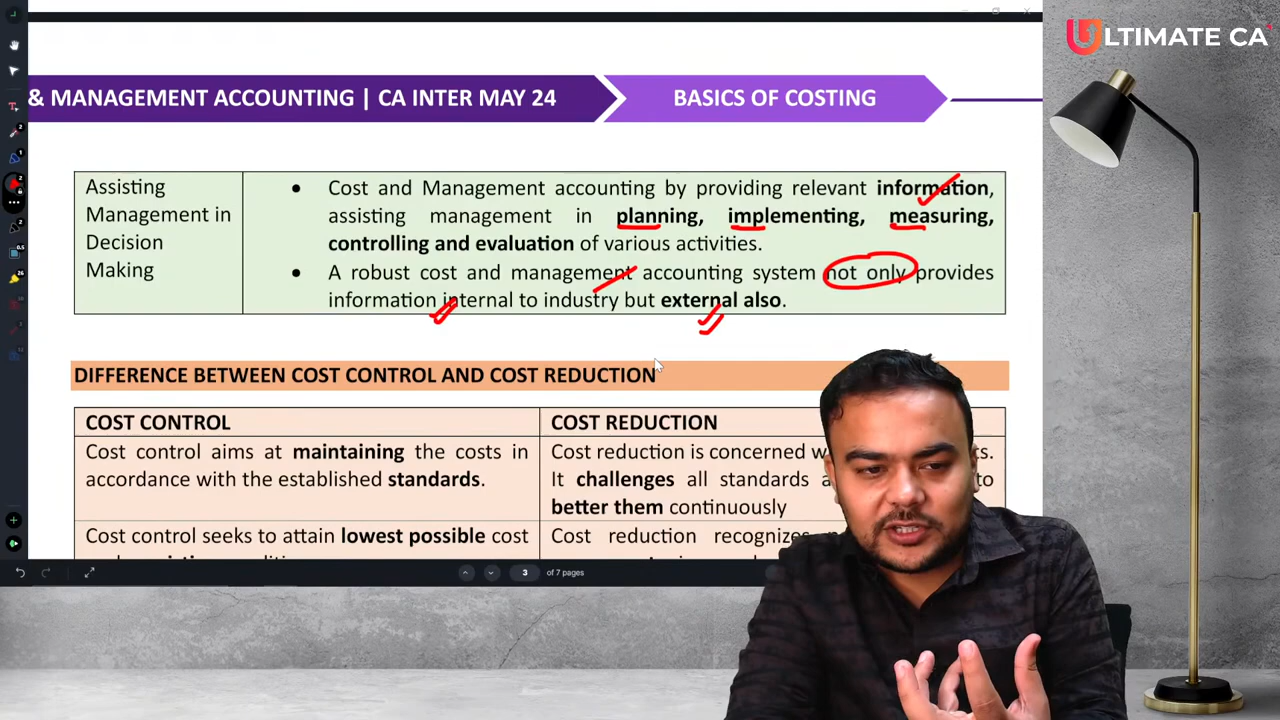 ULTIMATE CA
& MANAGEMENT ACCOUNTING | CA INTER MAY 24
BASICS OF COSTING
Assisting
Management in
Decision
Making
• Cost and Management accounting by providing relevant information,
assisting management in planning, implementing, measuring,
controlling and evaluation of various activities.
• A robust cost and management accounting system not only provides
information internal to industry but external also.
DIFFERENCE BETWEEN COST CONTROL AND COST REDUCTION
COST CONTROL
Cost control aims at maintaining the costs in
accordance with the established standards.
Cost control seeks to attain lowest possible cost
COST REDUCTION
Cost reduction is concerned
It challenges all standards to
better them continuously
Cost reduction recognizes
3 of 7 pages